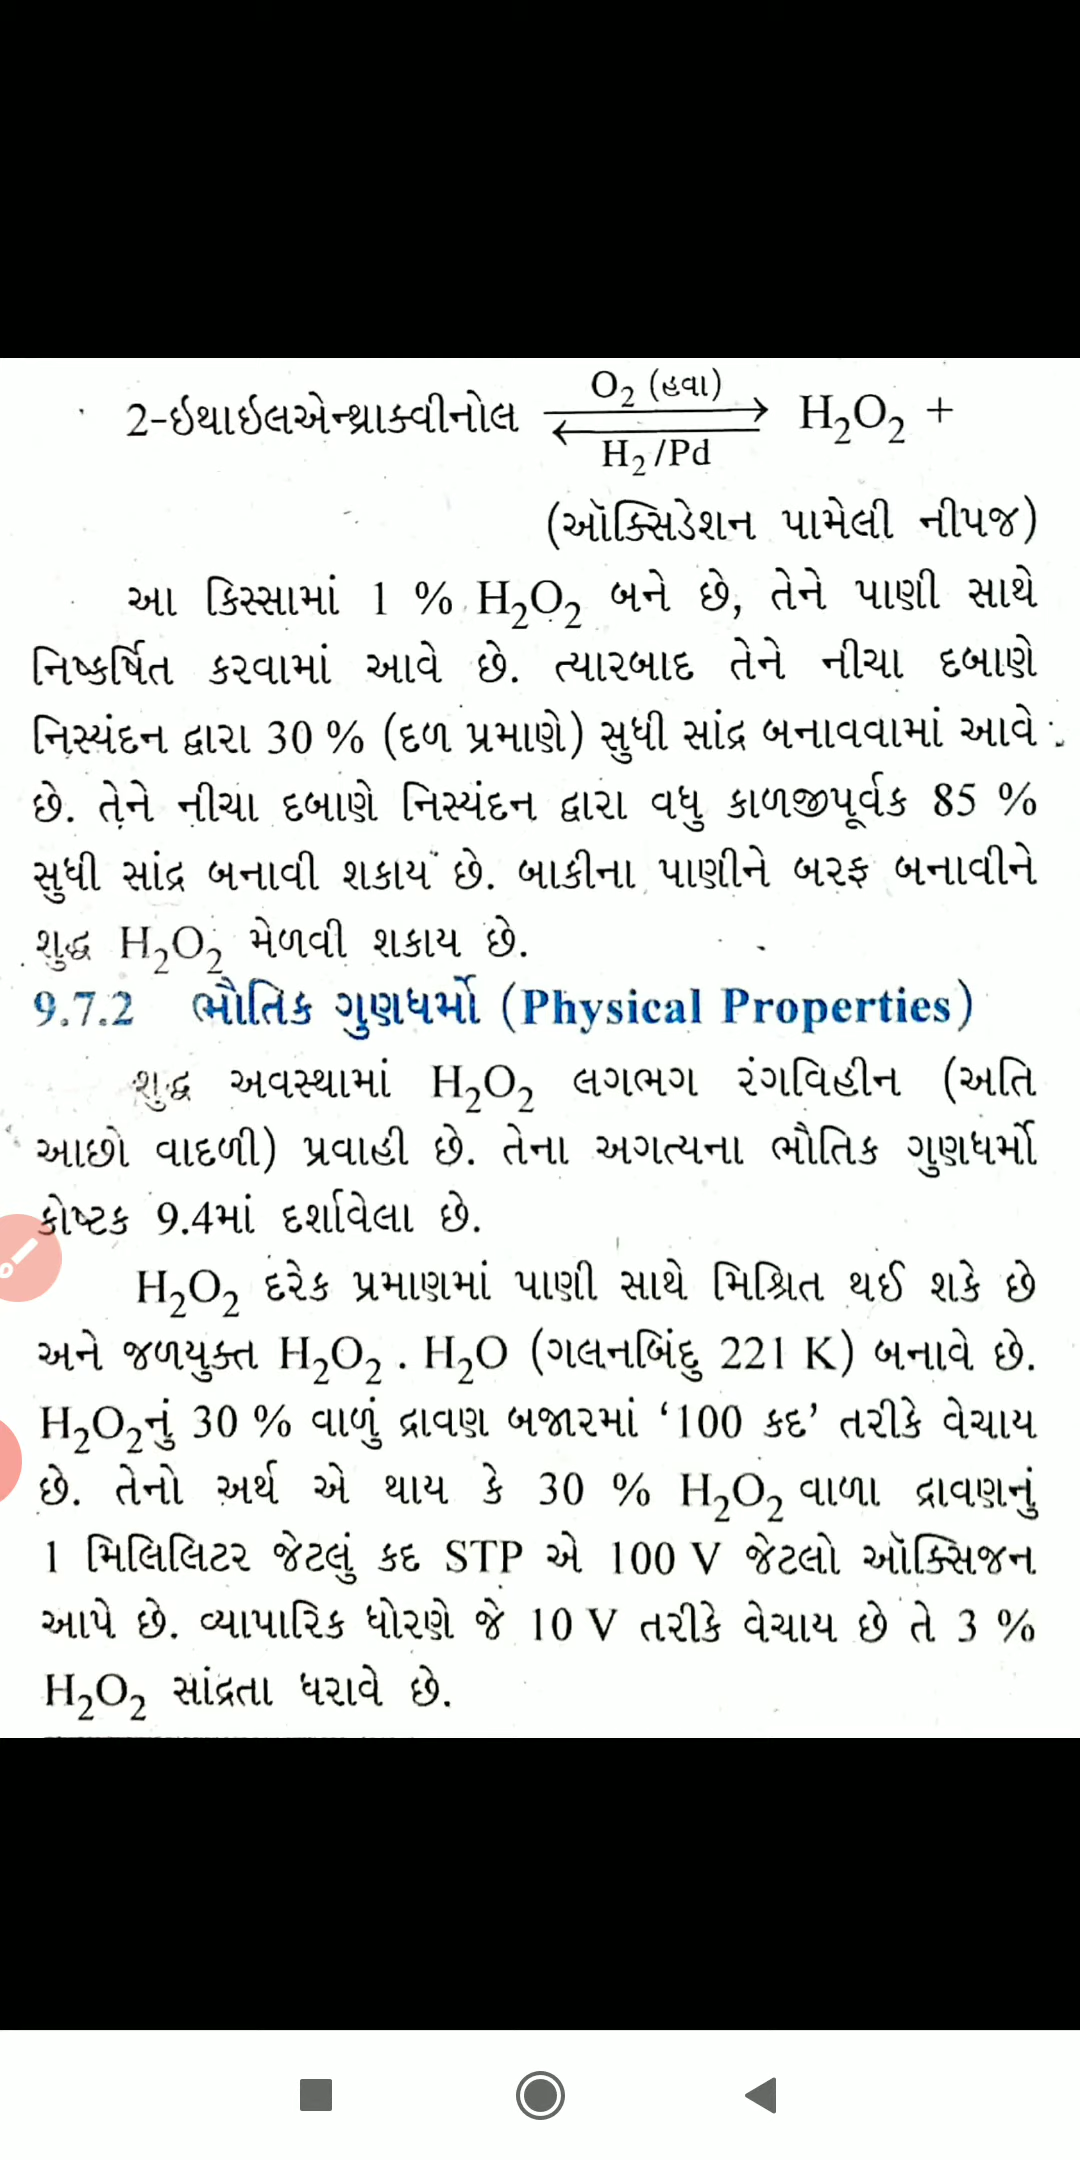 2-ઇથાઇલએન્થ્રાક્વીનોલ ⇌ H₂O₂ +
O₂ (હવા)
H₂/Pd
(ઑક્સિડેશન પામેલી નીપજ)
આ કિસ્સામાં 1 % H₂O₂ બને છે, તેને પાણી સાથે
નિષ્કર્ષિત કરવામાં આવે છે. ત્યારબાદ તેને નીચા દબાણે
નિસ્યંદન દ્વારા 30 % (દળ પ્રમાણે) સુધી સાંદ્ર બનાવવામાં આવે
છે. તેને નીચા દબાણે નિસ્યંદન દ્વારા વધુ કાળજીપૂર્વક 85 %
સુધી સાંદ્ર બનાવી શકાય છે. બાકીના પાણીને બરફ બનાવીને
શુદ્ધ H₂O₂ મેળવી શકાય છે.
9.7.2 ભૌતિક ગુણધર્મો (Physical Properties)
શુદ્ધ અવસ્થામાં H₂O₂ લગભગ રંગવિહીન (અતિ
આછો વાદળી) પ્રવાહી છે. તેના અગત્યના ભૌતિક ગુણધર્મો
કોષ્ટક 9.4માં દર્શાવેલા છે.
H₂O₂ દરેક પ્રમાણમાં પાણી સાથે મિશ્રિત થઈ શકે છે
અને જળયુક્ત H₂O₂ . H₂O (ગલનબિંદુ 221 K) બનાવે છે.
H₂O₂નું 30 % વાળું દ્રાવણ બજારમાં ‘100 કદ’ તરીકે વેચાય
છે. તેનો અર્થ એ થાય કે 30 % H₂O₂ વાળા દ્રાવણનું
1 મિલિલિટર જેટલું કદ STP એ 100 V જેટલો ઑક્સિજન
આપે છે. વ્યાપારિક ધોરણે જે 10 V તરીકે વેચાય છે તે 3 %
H₂O₂ સાંદ્રતા ધરાવે છે.